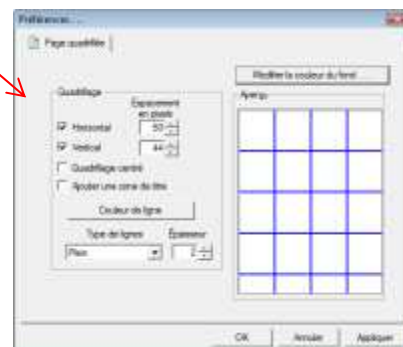 Préférences....
Page quadrillée
Modifier la couleur du fond
Quadrillage
Aperçu
Espacement
en pixels
Horizontal 50
Vertical 44
Quadrillage centré
Ajouter une zone de titre
Couleur de ligne
Type de lignes Épaisseur
Plein 2
OK Annuler Appliquer